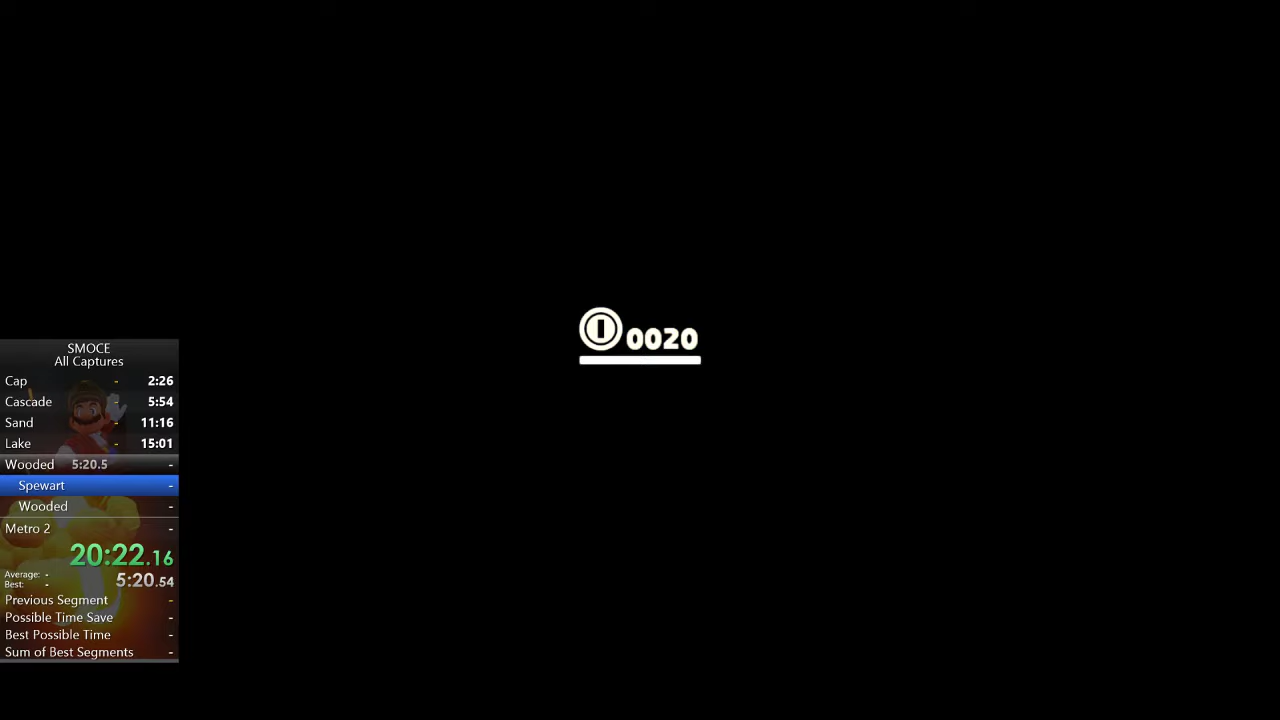 0020
SMOCE
All Captures
Cap - 2:26
Cascade - 5:54
Sand - 11:16
Lake - 15:01
Wooded 5:20.5 -
Spewart -
Wooded -
Metro 2 -
20:22.16
Average: -
Best: - 5:20.54
Previous Segment -
Possible Time Save -
Best Possible Time -
Sum of Best Segments -